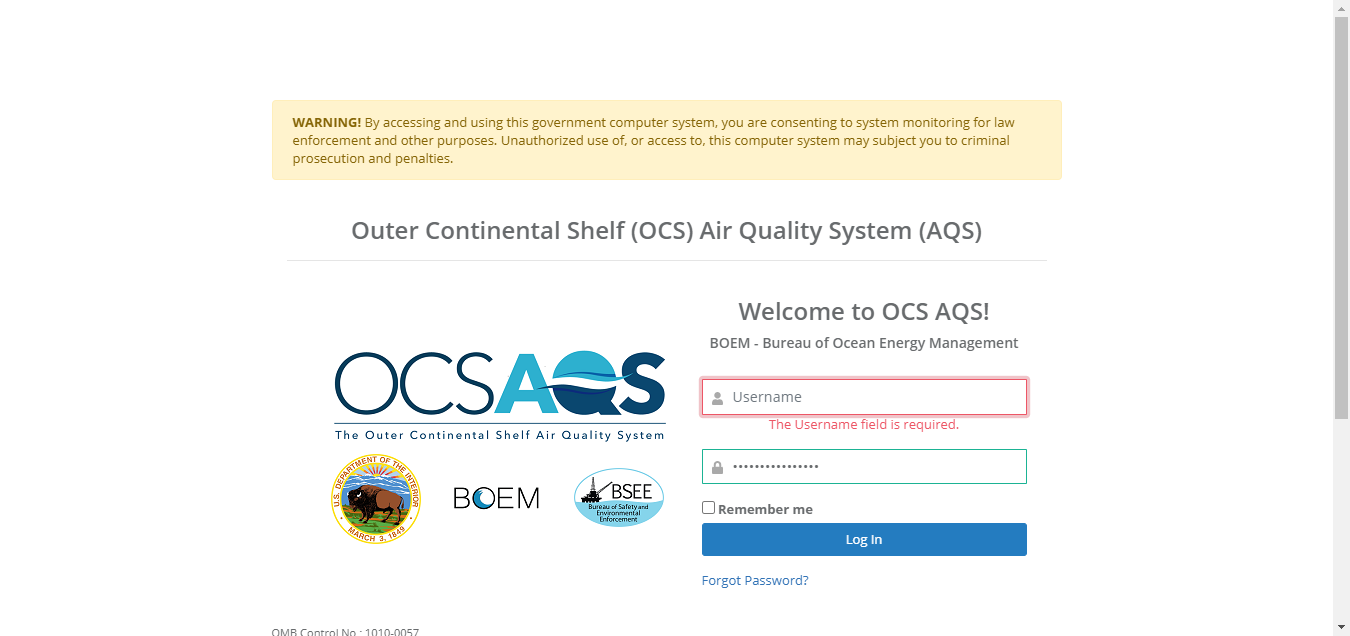 WARNING! By accessing and using this government computer system, you are consenting to system monitoring for law
enforcement and other purposes. Unauthorized use of, or access to, this computer system may subject you to criminal
prosecution and penalties.
Outer Continental Shelf (OCS) Air Quality System (AQS)
Welcome to OCS AQS!
BOEM - Bureau of Ocean Energy Management
OCSAQS
The Outer Continental Shelf Air Quality System
U.S. DEPARTMENT OF THE INTERIOR
MARCH 3, 1849
BOEM
BSEE
Bureau of Safety and
Environmental
Enforcement
Username
The Username field is required.
••••••••••••••••
Remember me
Log In
Forgot Password?
OMB Control No.: 1010-0057